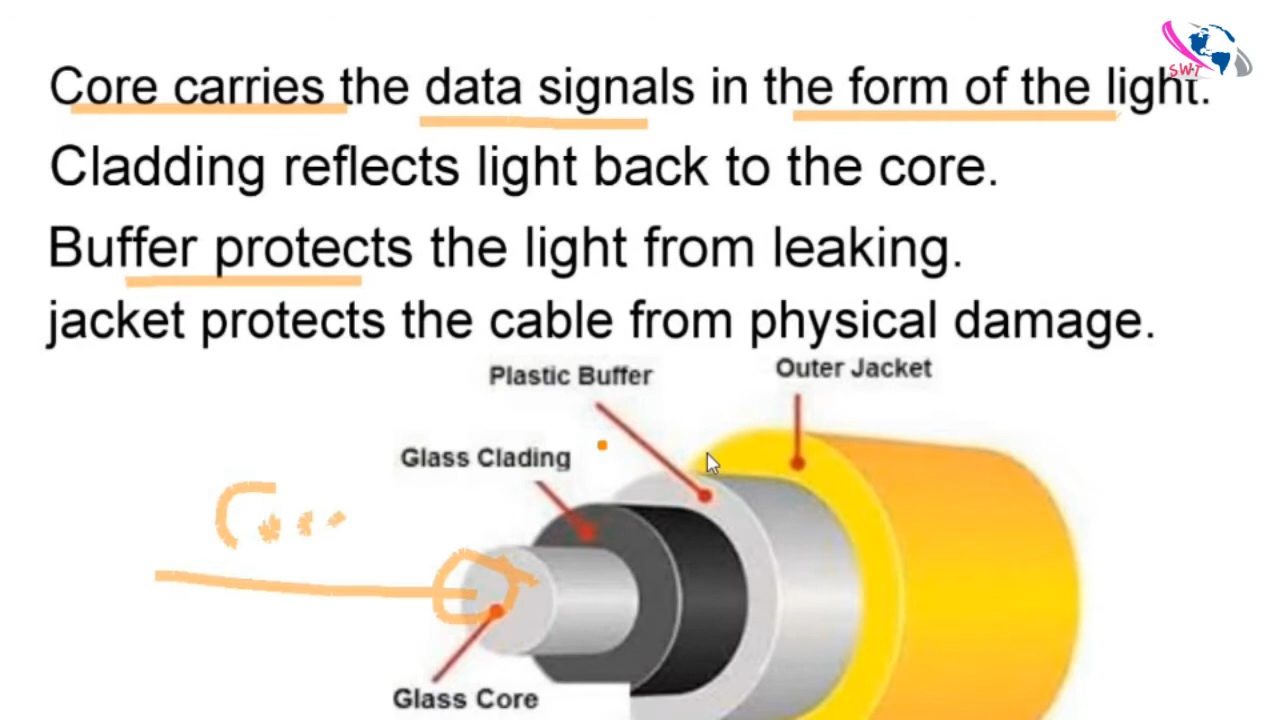 Core carries the data signals in the form of the light.
SWT
Cladding reflects light back to the core.
Buffer protects the light from leaking.
jacket protects the cable from physical damage.
Plastic Buffer
Outer Jacket
Glass Clading
Glass Core